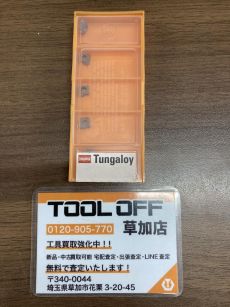 Tungaloy
TOOL OFF
0120-905-770 草加店
工具買取強化中！！
新品・中古買取可能 宅配査定・出張査定・LINE査定
無料で査定いたします！
〒340-0044
埼玉県草加市花栗 3-20-45